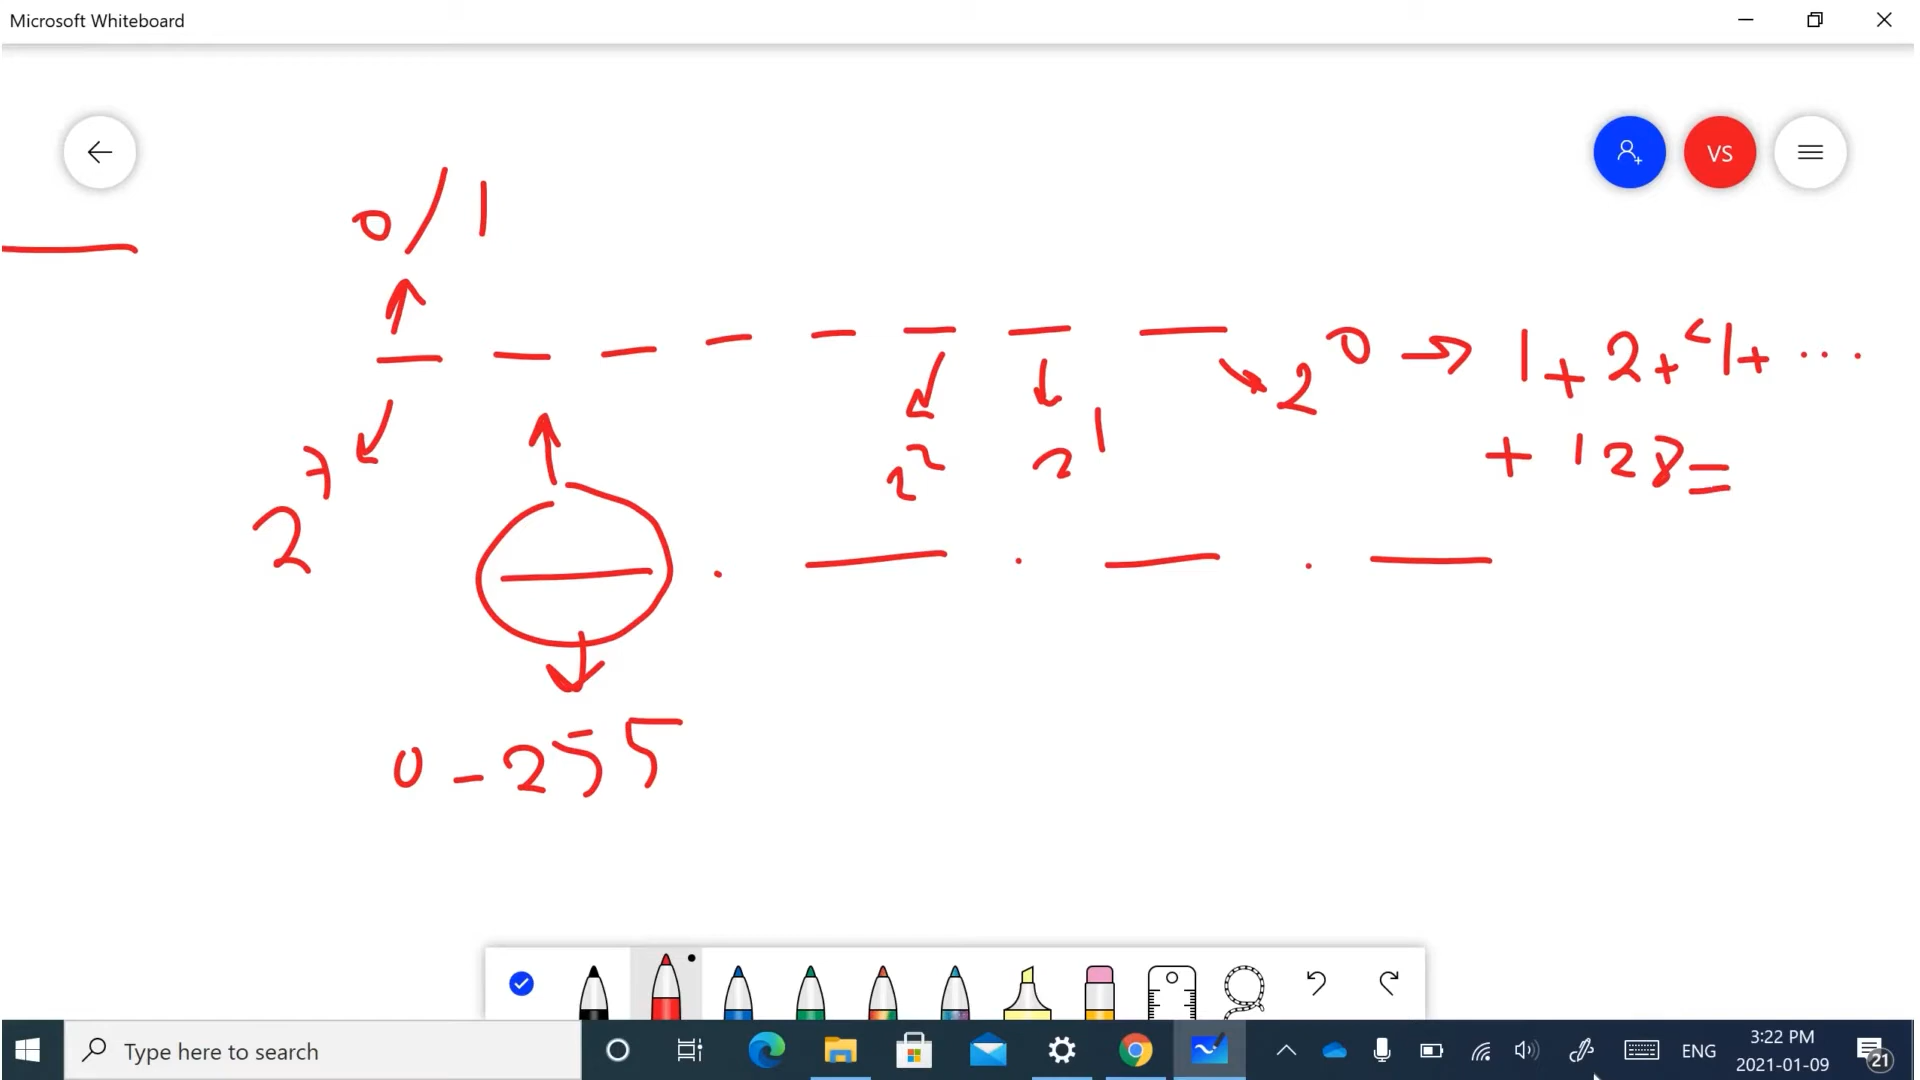 Microsoft Whiteboard
VS
0/1
2^0 → 1 + 2 + 4 + ...
2^7 2^2 2^1 + 128 =
. . .
0 - 255
Type here to search
ENG
3:22 PM
2021-01-09
21